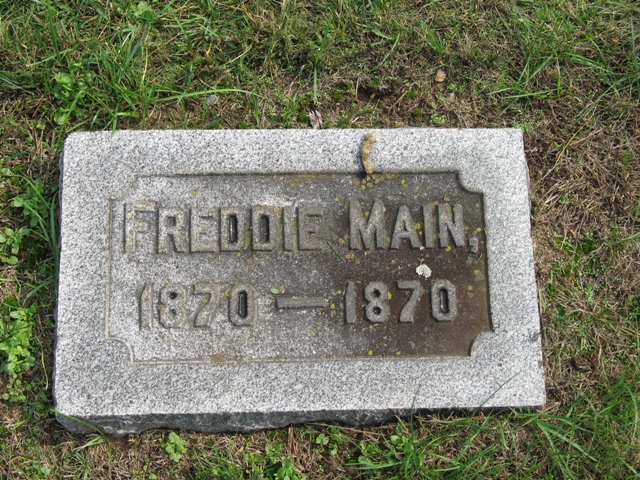 FREDDIE MAIN,
1870 — 1870